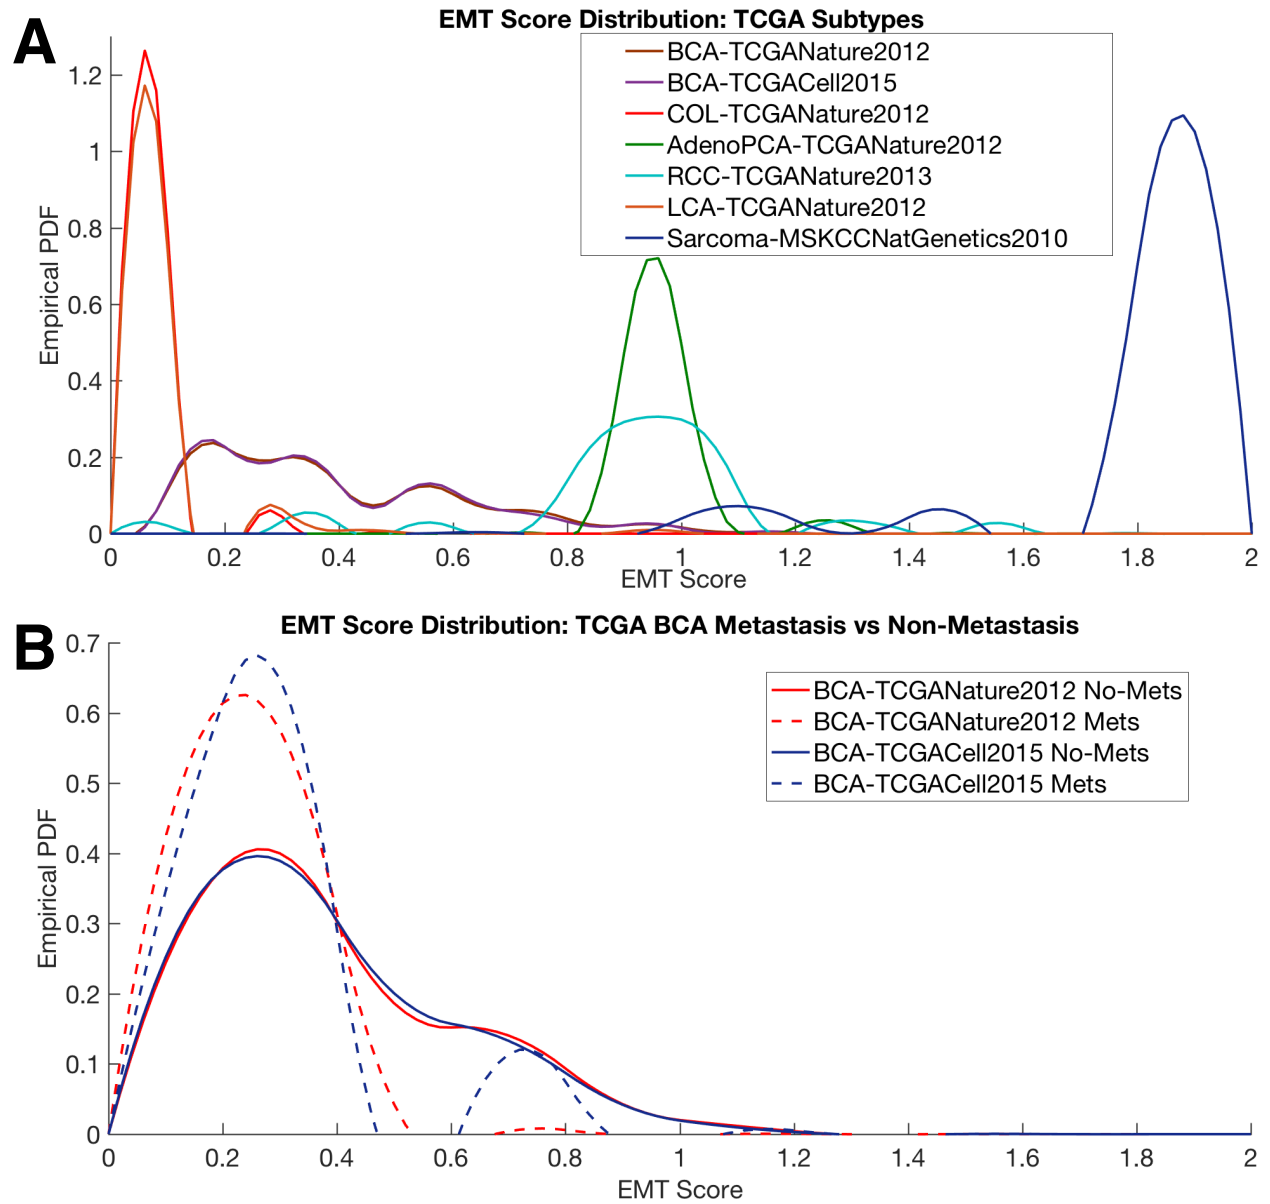 A
EMT Score Distribution: TCGA Subtypes
BCA-TCGANature2012
BCA-TCGACell2015
COL-TCGANature2012
AdenoPCA-TCGANature2012
RCC-TCGANature2013
LCA-TCGANature2012
Sarcoma-MSKCCNatGenetics2010
Empirical PDF
1.2
1
0.8
0.6
0.4
0.2
0
0 0.2 0.4 0.6 0.8 1 1.2 1.4 1.6 1.8 2
EMT Score
B
EMT Score Distribution: TCGA BCA Metastasis vs Non-Metastasis
BCA-TCGANature2012 No-Mets
BCA-TCGANature2012 Mets
BCA-TCGACell2015 No-Mets
BCA-TCGACell2015 Mets
Empirical PDF
0.7
0.6
0.5
0.4
0.3
0.2
0.1
0
0 0.2 0.4 0.6 0.8 1 1.2 1.4 1.6 1.8 2
EMT Score